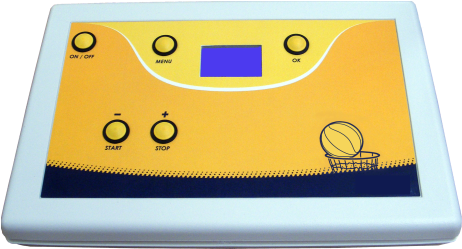 ON / OFF
MENU
OK
−
+
START
STOP